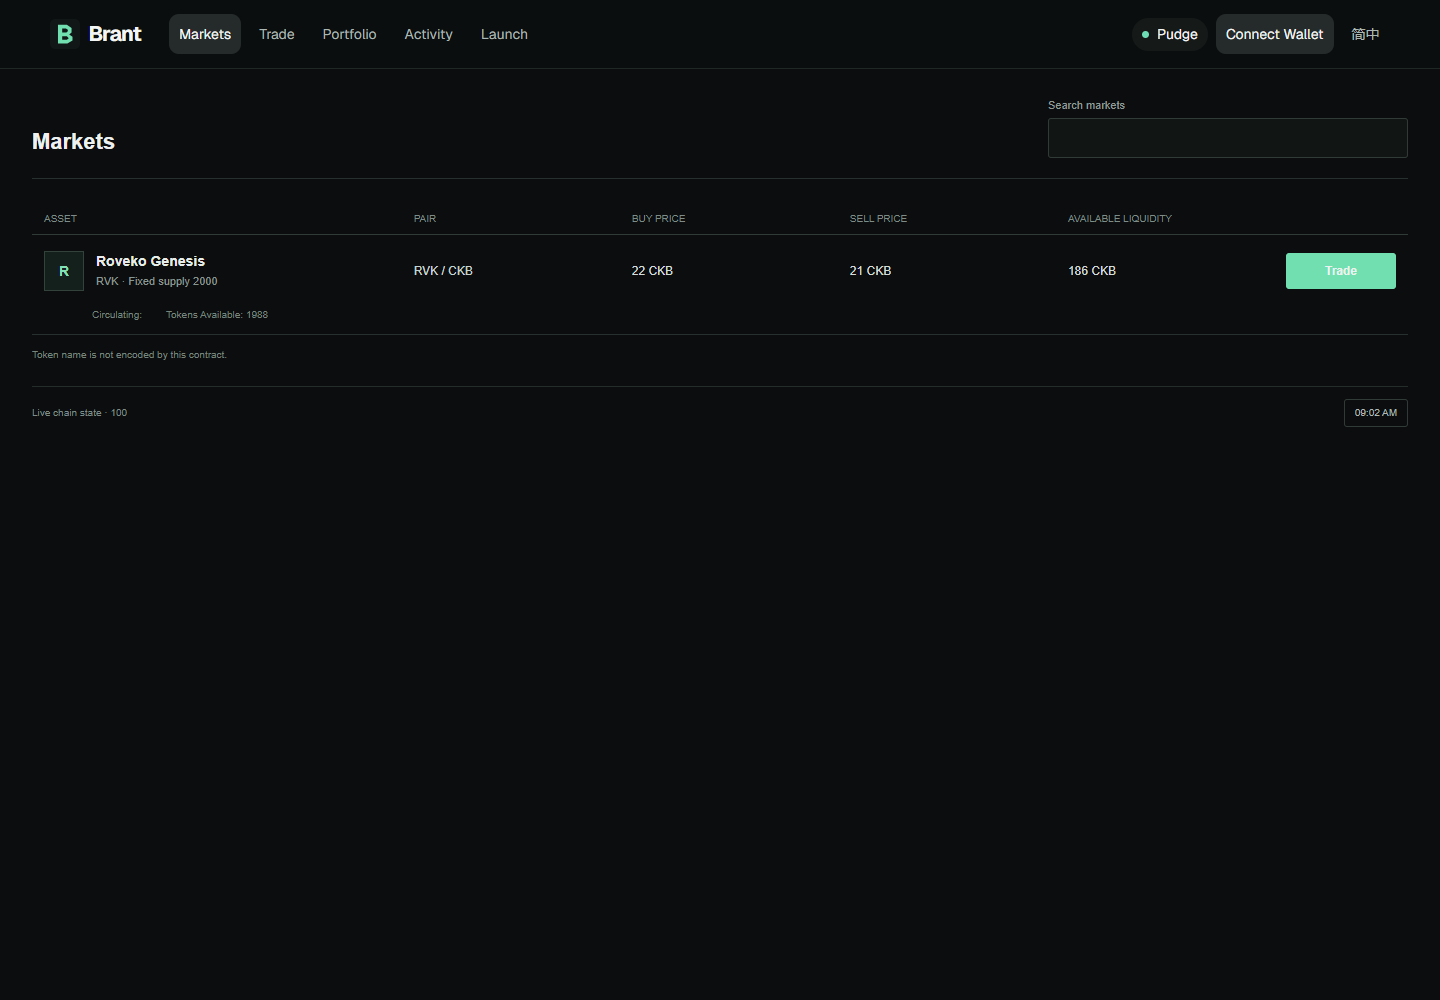 B Brant Markets Trade Portfolio Activity Launch Pudge Connect Wallet 简中
Search markets
Markets
ASSET PAIR BUY PRICE SELL PRICE AVAILABLE LIQUIDITY
R Roveko Genesis RVK / CKB 22 CKB 21 CKB 186 CKB Trade
RVK · Fixed supply 2000
Circulating: Tokens Available: 1988
Token name is not encoded by this contract.
Live chain state · 100 09:02 AM